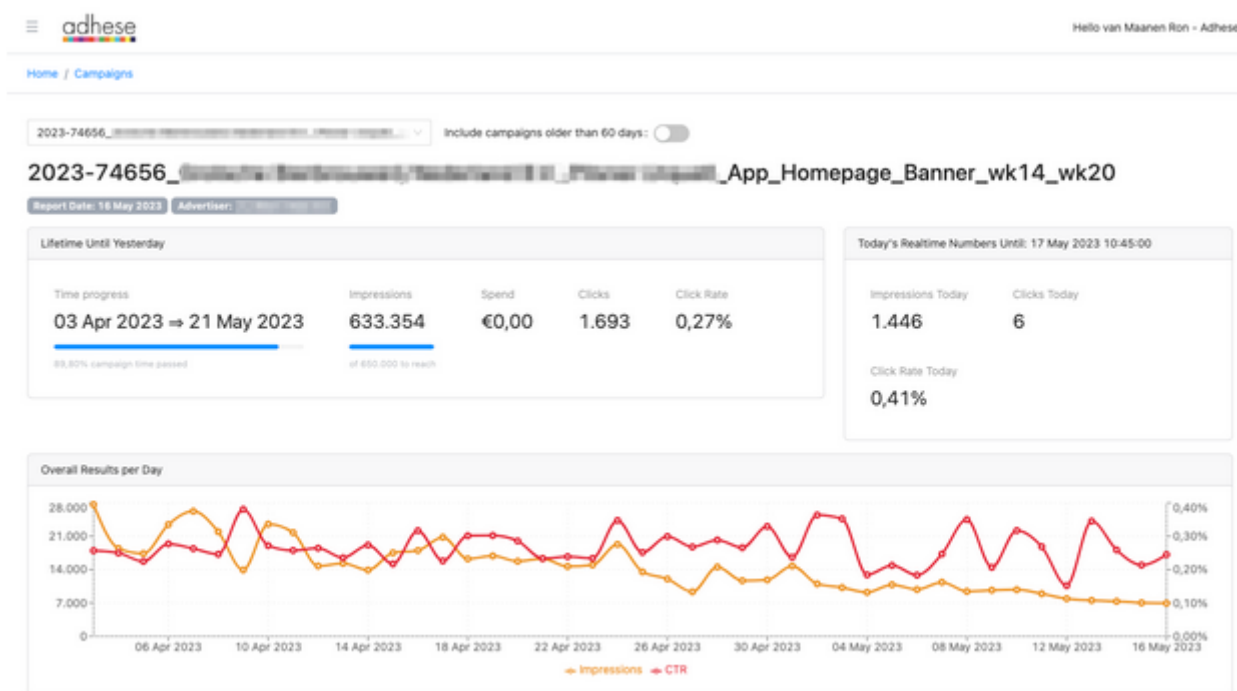 adhese
Hello van Maanen Ron - Adhese
Home / Campaigns
2023-74656_
Include campaigns older than 60 days:
2023-74656_ _App_Homepage_Banner_wk14_wk20
Report Date: 16 May 2023 Advertiser:
Lifetime Until Yesterday
Today's Realtime Numbers Until: 17 May 2023 10:45:00
Time progress Impressions Spend Clicks Click Rate
03 Apr 2023 ⇒ 21 May 2023 633.354 €0,00 1.693 0,27%
89,80% campaign time passed of 650.000 to reach
Impressions Today Clicks Today
1.446 6
Click Rate Today
0,41%
Overall Results per Day
28.000 0,40%
21.000 0,30%
14.000 0,20%
7.000 0,10%
0 0,00%
06 Apr 2023 10 Apr 2023 14 Apr 2023 18 Apr 2023 22 Apr 2023 26 Apr 2023 30 Apr 2023 04 May 2023 08 May 2023 12 May 2023 16 May 2023
Impressions CTR